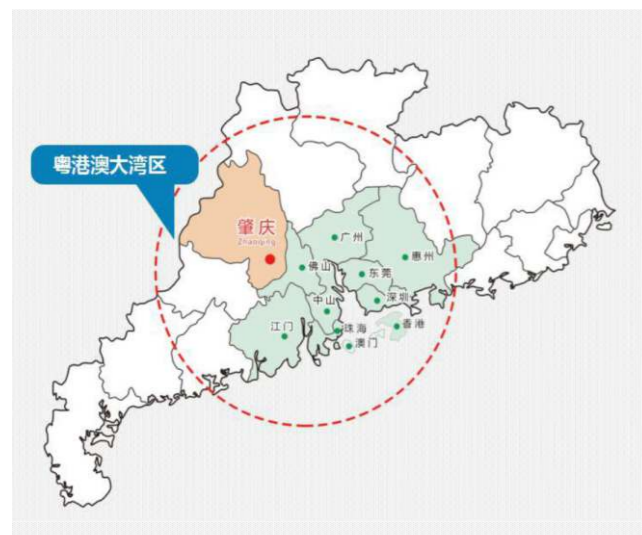 粤港澳大湾区
肇庆
Zhaoqing
广州
惠州
佛山
东莞
深圳
中山
江门
珠海
香港
澳门